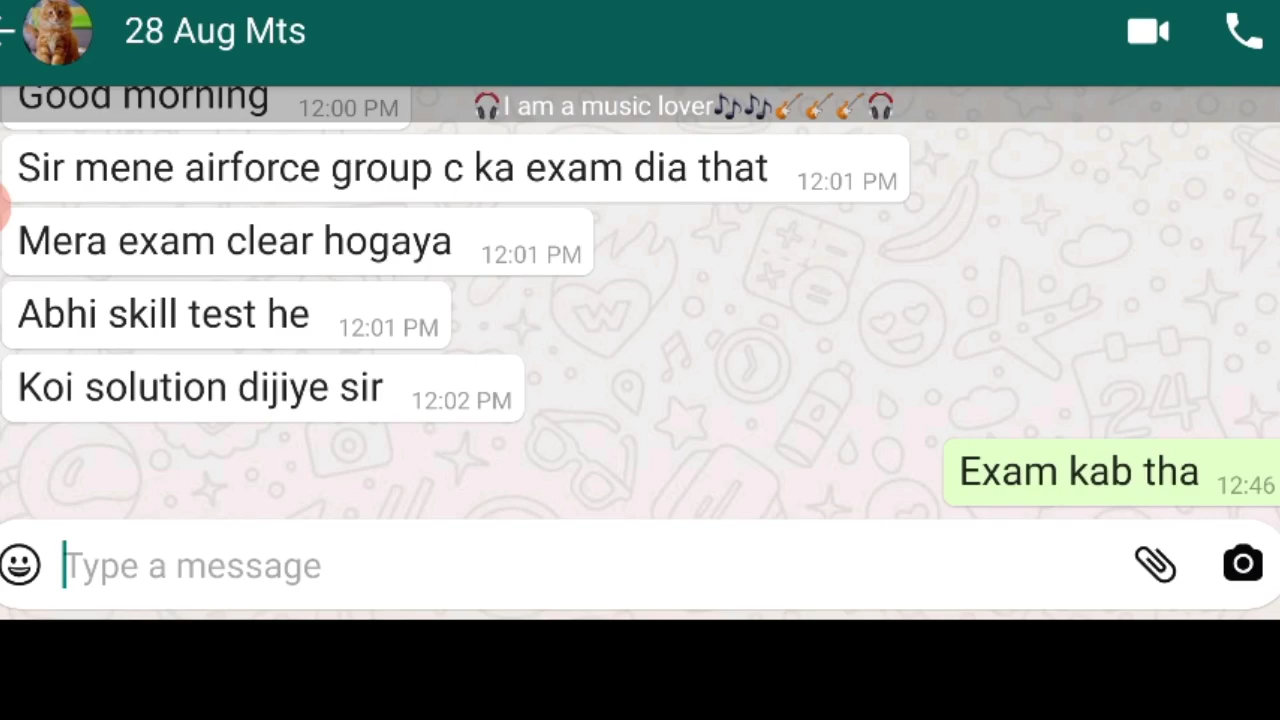 28 Aug Mts
Good morning 12:00 PM
I am a music lover
Sir mene airforce group c ka exam dia that 12:01 PM
Mera exam clear hogaya 12:01 PM
Abhi skill test he 12:01 PM
Koi solution dijiye sir 12:02 PM
Exam kab tha 12:46
Type a message